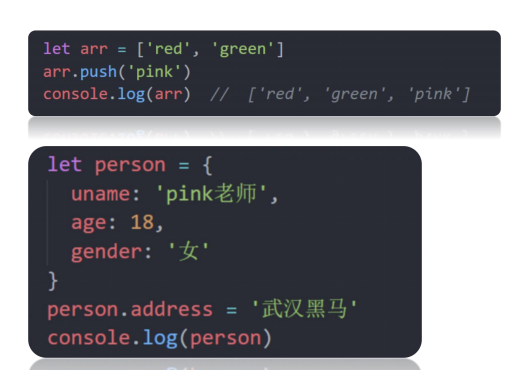 let arr = ['red', 'green']
arr.push('pink')
console.log(arr)  //  ['red', 'green', 'pink']
let person = {
  uname: 'pink老师',
  age: 18,
  gender: '女'
}
person.address = '武汉黑马'
console.log(person)